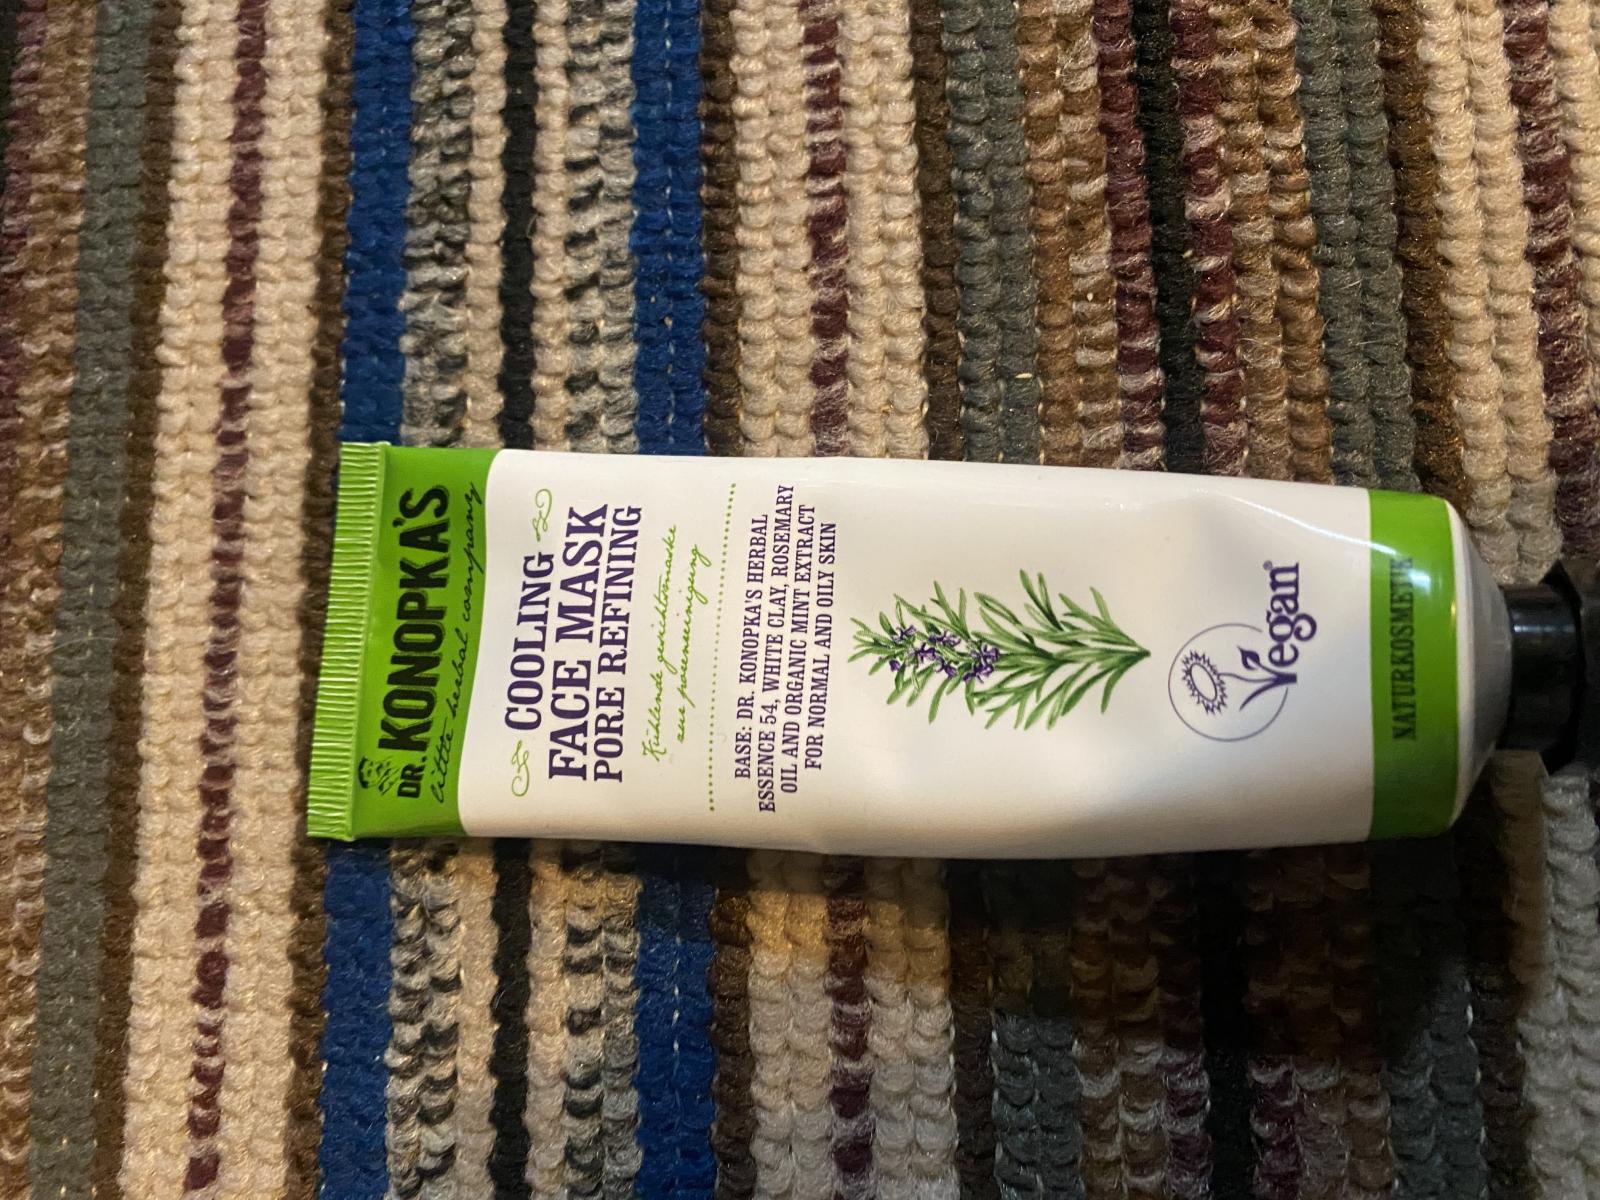 DR. KONOPKA'S
little herbal company
COOLING
FACE MASK
PORE REFINING
Kühlende gesichtsmaske
zur porenreinigung
BASE: DR. KONOPKA'S HERBAL
ESSENCE 54, WHITE CLAY, ROSEMARY
OIL AND ORGANIC MINT EXTRACT
FOR NORMAL AND OILY SKIN
Vegan®
NATURKOSMETIK